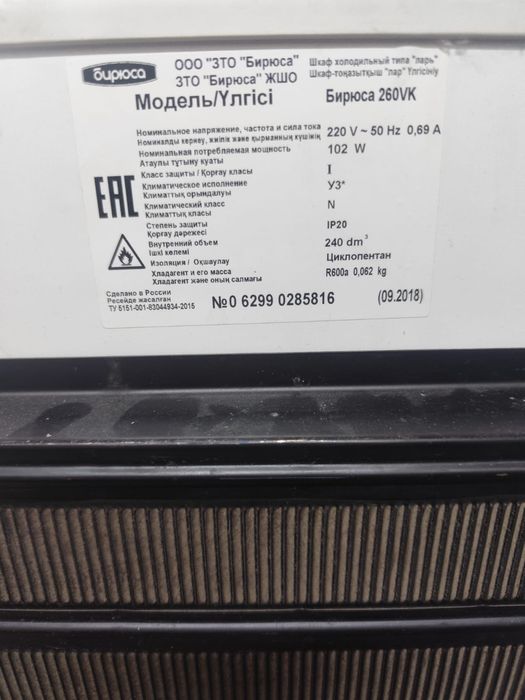 бирюса
ООО "ЗТО "Бирюса"
ЗТО "Бирюса" ЖШО
Шкаф холодильный типа "ларь"
Шкаф-тоңазытқыш "лар" Үлгісініу
Модель/Үлгісі Бирюса 260VK
Номинальное напряжение, частота и сила тока 220 V ~ 50 Hz 0,69 A
Номиналды кернеу, жиілік және қырманның күшінің
Номинальная потребляемая мощность 102 W
Атаулы тұтыну куаты
Класс защиты / Қорғау класы I
Климатическое исполнение У3*
Климаттық орындалуы
Климатический класс N
Климаттық класы
Степень защиты IP20
Қорғау дәрежесі
Внутренний объем 240 dm³
Ішкі көлемі
Изоляция / Оқшаулау Циклопентан
Хладагент и его масса R600a 0,062 kg
Хладагент және оның салмағы
EAC
Сделано в России
Ресейде жасалған
ТУ 5151-001-83044934-2015
№0 6299 0285816 (09.2018)